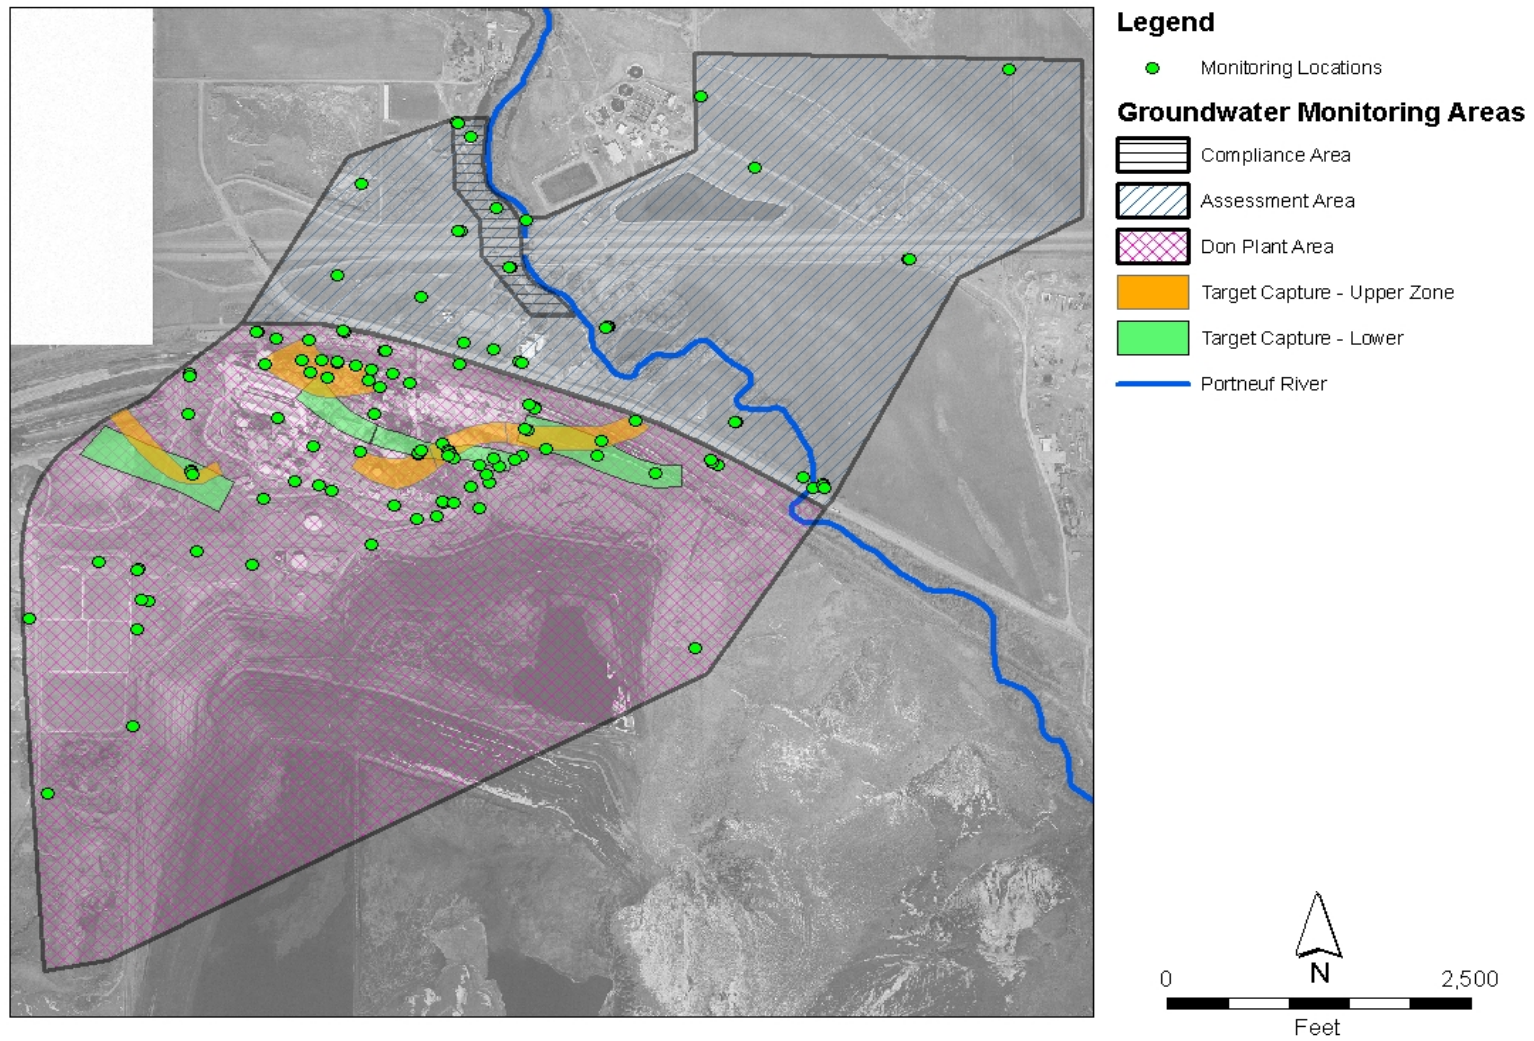 Legend
Monitoring Locations
Groundwater Monitoring Areas
Compliance Area
Assessment Area
Don Plant Area
Target Capture - Upper Zone
Target Capture - Lower
Portneuf River
N
0 2,500
Feet